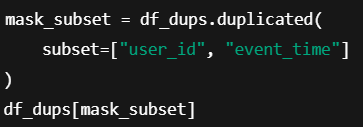 mask_subset = df_dups.duplicated(
    subset=["user_id", "event_time"]
)
df_dups[mask_subset]